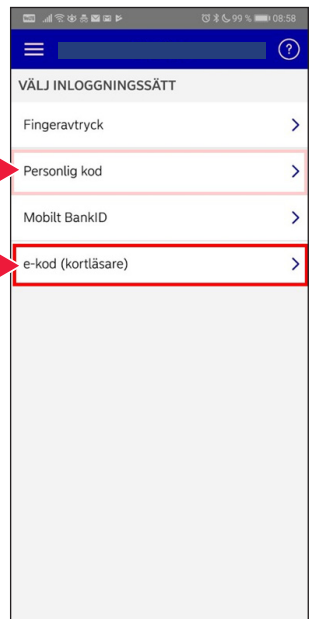 99 % 08:58
?
VÄLJ INLOGGNINGSSÄTT
Fingeravtryck
Personlig kod
Mobilt BankID
e-kod (kortläsare)